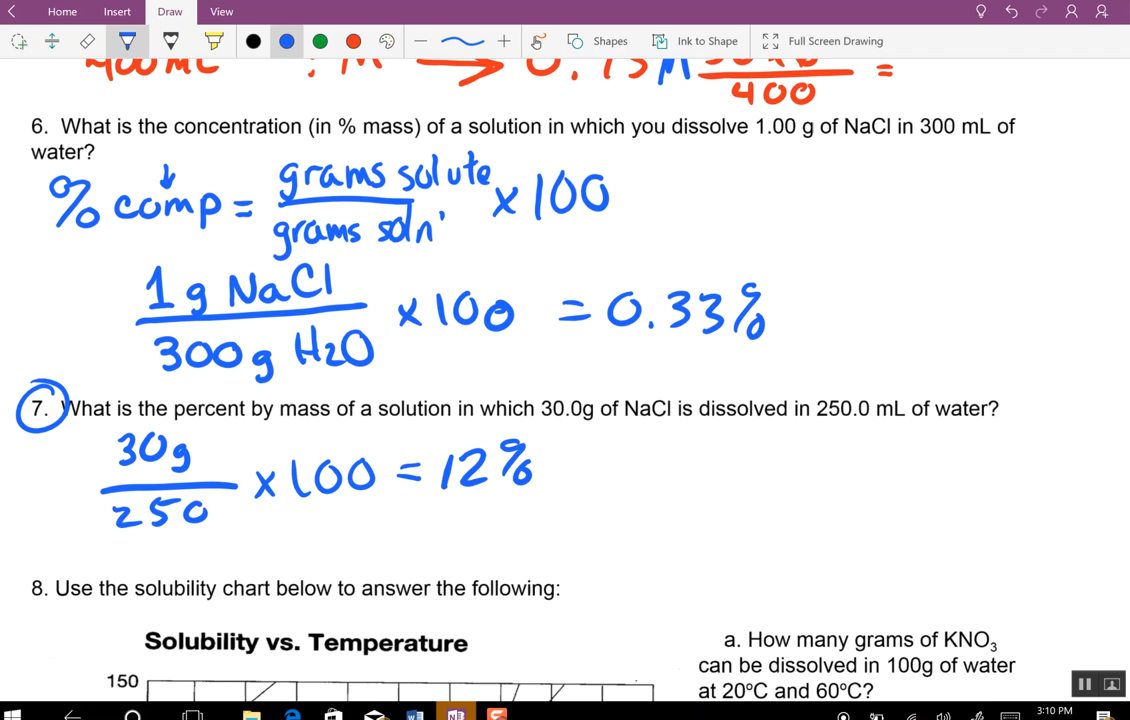 Home Insert Draw View
Shapes Ink to Shape Full Screen Drawing
400 =
6. What is the concentration (in % mass) of a solution in which you dissolve 1.00 g of NaCl in 300 mL of
water?
% comp = grams solute / grams soln × 100
1g NaCl / 300g H2O × 100 = 0.33%
7. What is the percent by mass of a solution in which 30.0g of NaCl is dissolved in 250.0 mL of water?
30g / 250 × 100 = 12%
8. Use the solubility chart below to answer the following:
Solubility vs. Temperature
150
a. How many grams of KNO₃
can be dissolved in 100g of water
at 20ºC and 60ºC?
3:10 PM